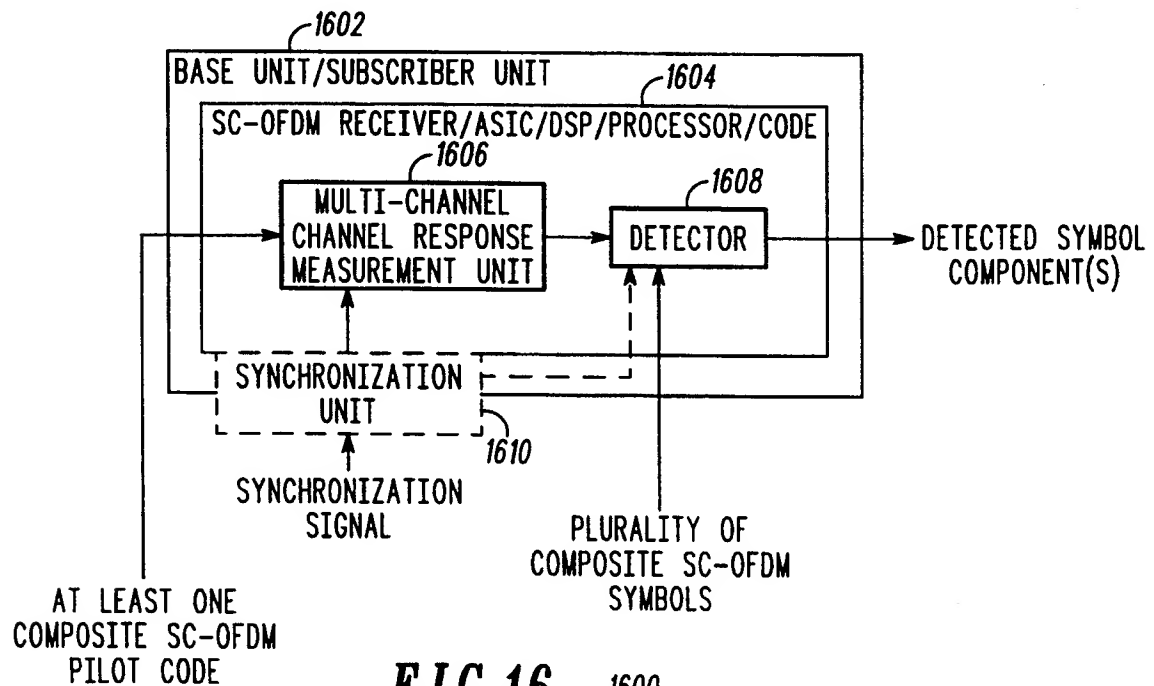 1602
BASE UNIT/SUBSCRIBER UNIT
1604
SC-OFDM RECEIVER/ASIC/DSP/PROCESSOR/CODE
1606
MULTI-CHANNEL
CHANNEL RESPONSE
MEASUREMENT UNIT
1608
DETECTOR
DETECTED SYMBOL
COMPONENT(S)
SYNCHRONIZATION
UNIT
1610
SYNCHRONIZATION
SIGNAL
PLURALITY OF
COMPOSITE SC-OFDM
SYMBOLS
AT LEAST ONE
COMPOSITE SC-OFDM
PILOT CODE
FIG.16
1600